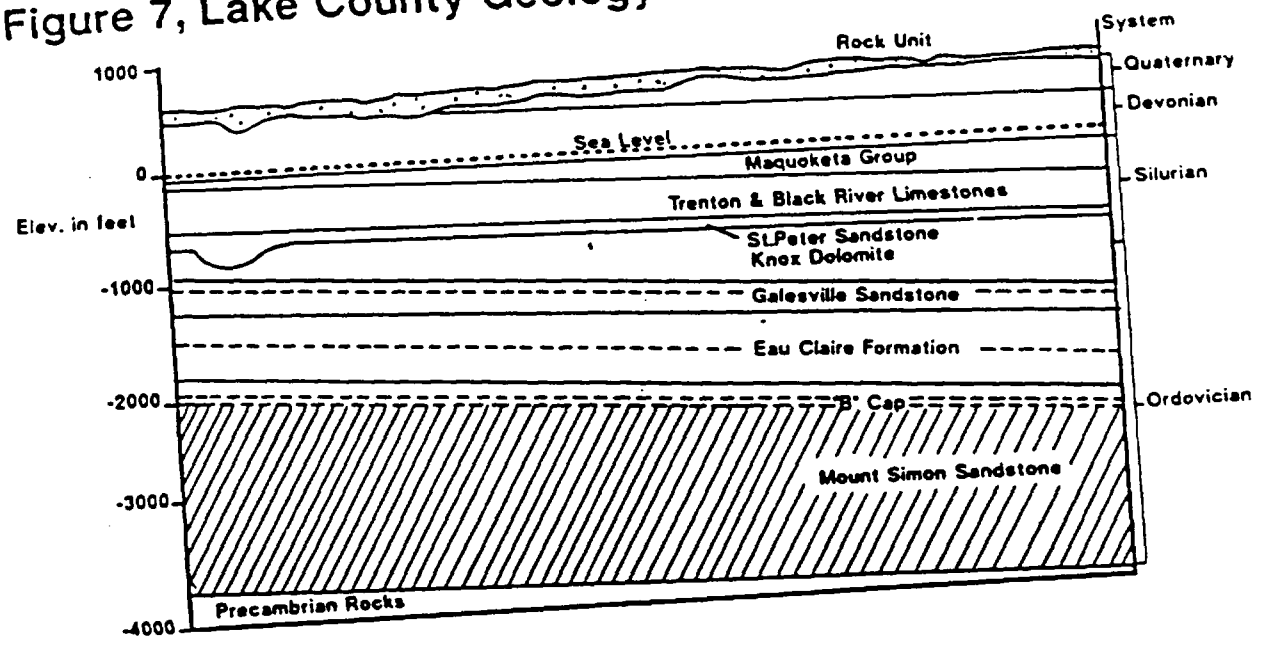 Figure 7, Lake County Geology
System
Rock Unit
1000
Quaternary
Devonian
Sea Level
Maquoketa Group
0
Silurian
Trenton & Black River Limestones
Elev. in feet
St.Peter Sandstone
Knox Dolomite
-1000
Galesville Sandstone
Eau Claire Formation
-2000
B' Cap
Ordovician
Mount Simon Sandstone
-3000
Precambrian Rocks
-4000